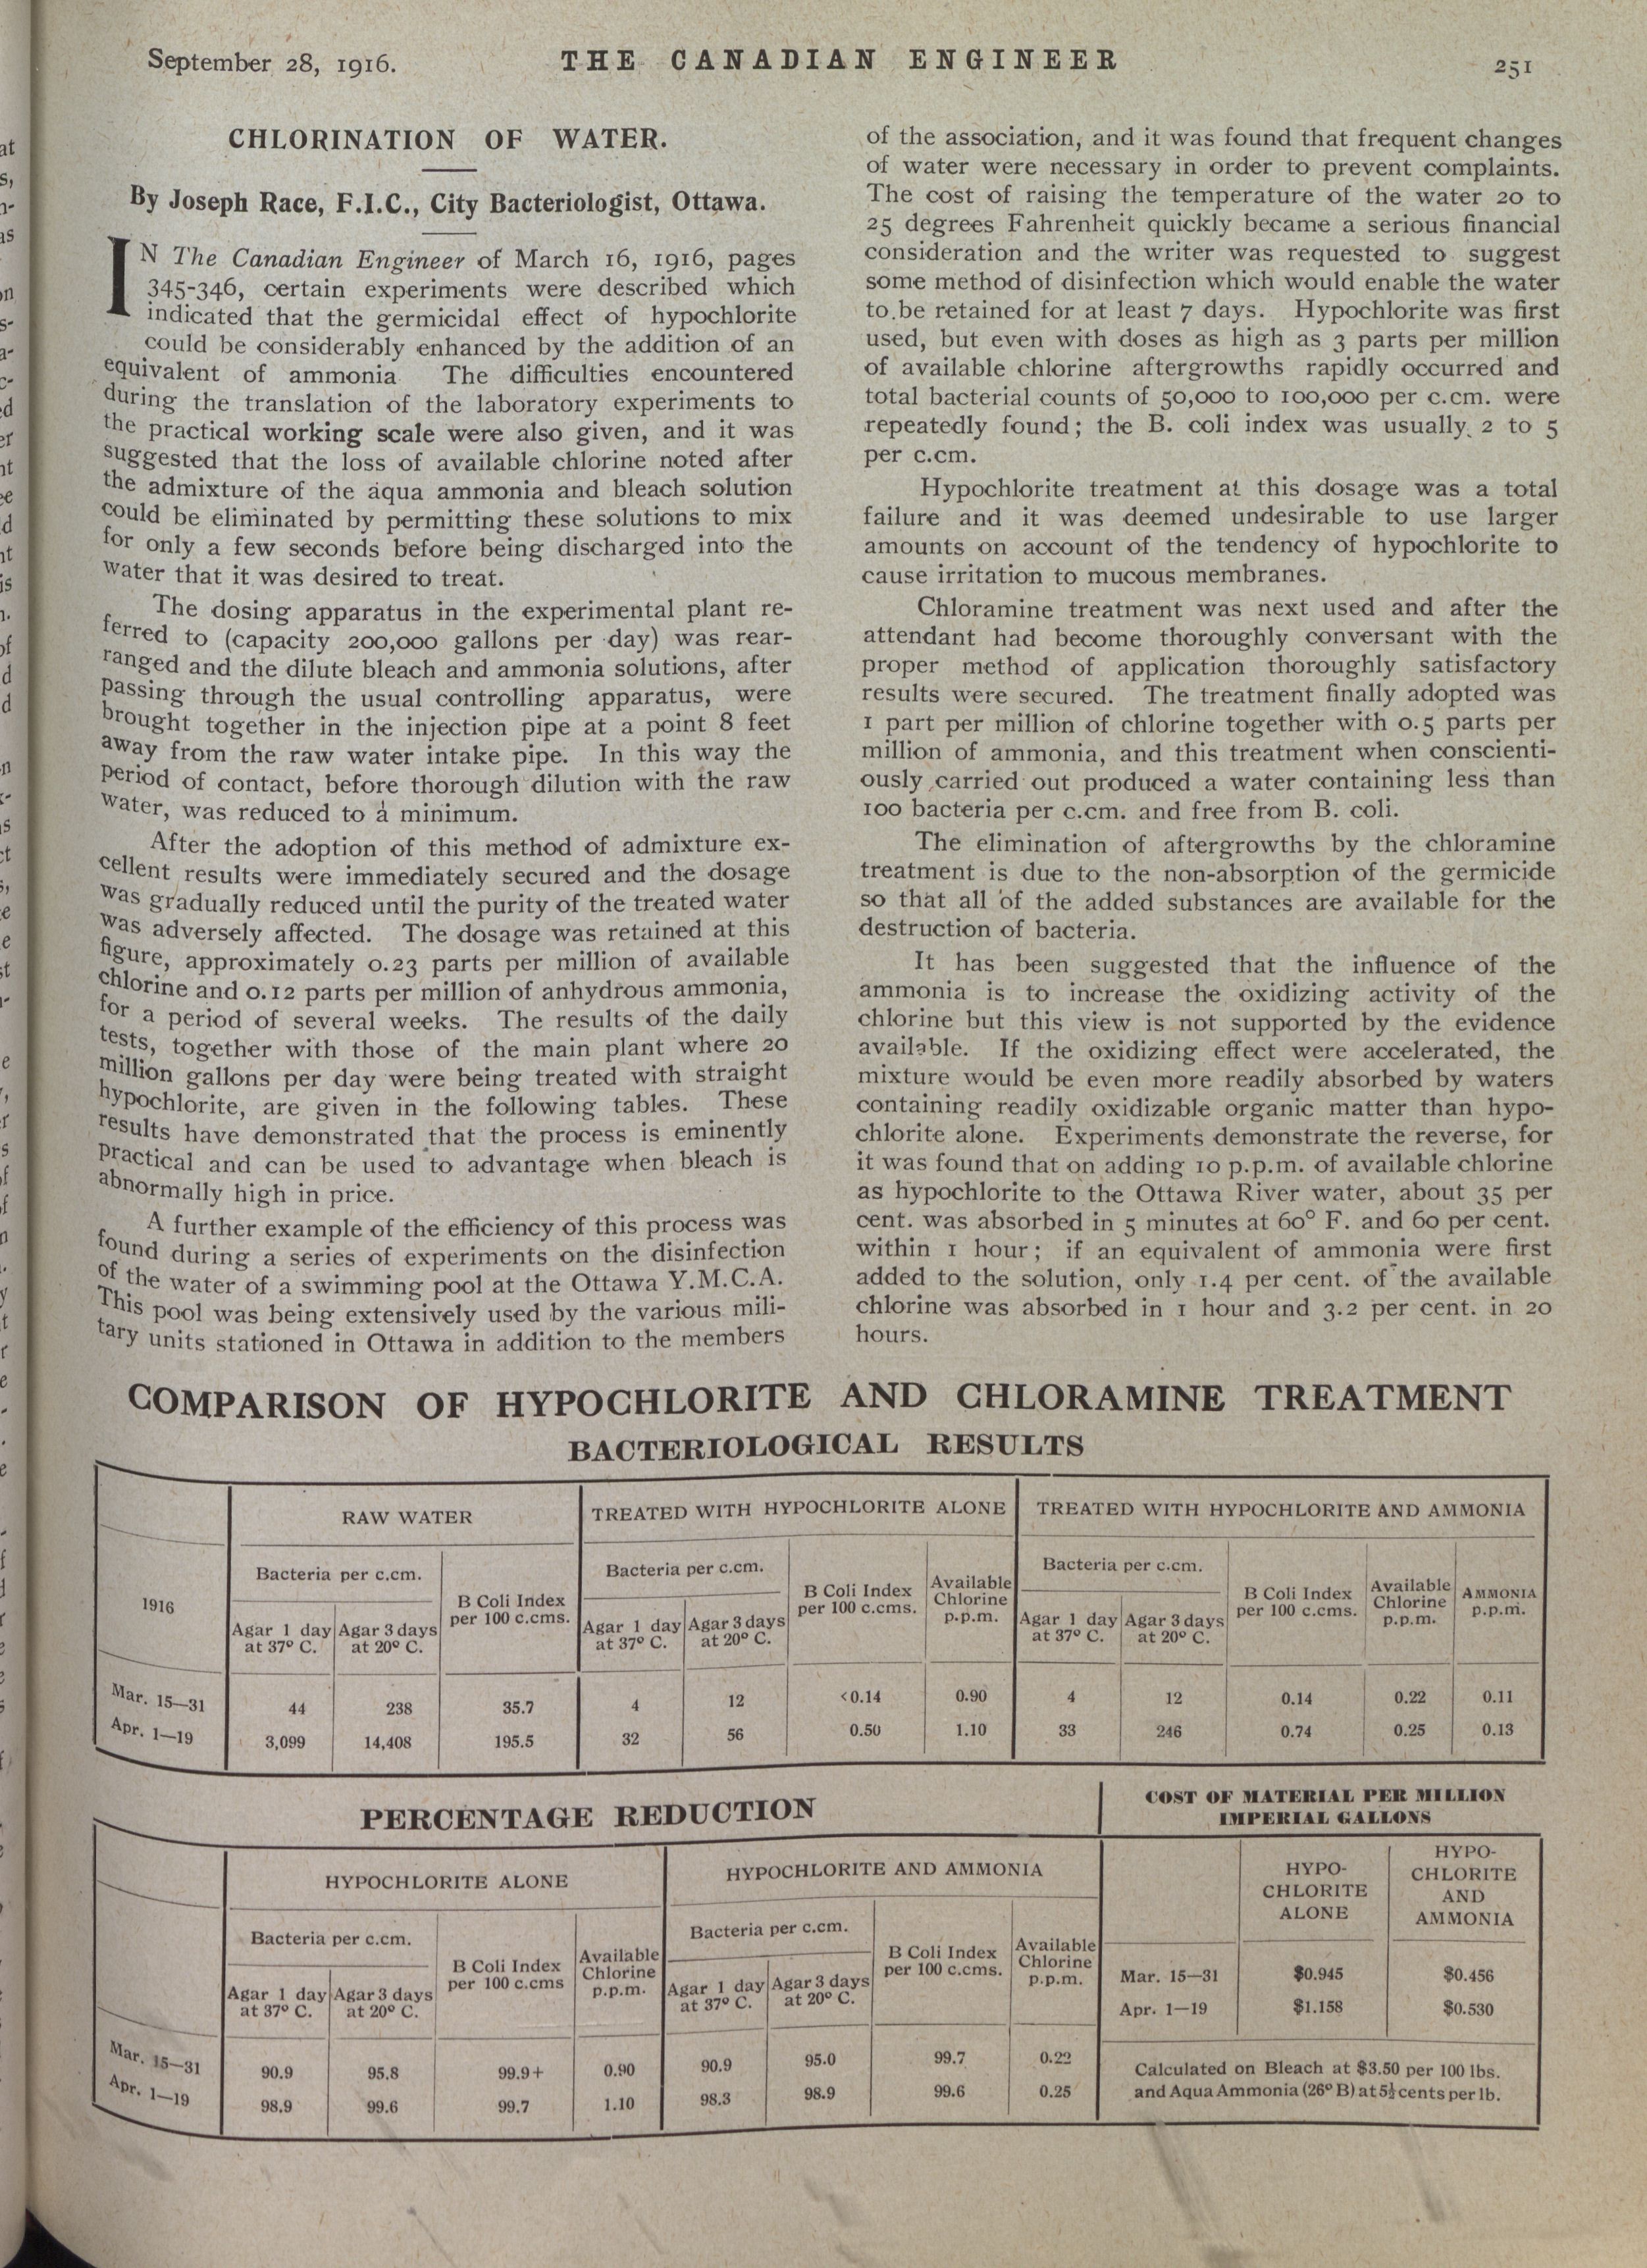 September 28, 1916.
THE CANADIAN ENGINEER
251
CHLORINATION OF WATER.
By Joseph Race, F.I.C., City Bacteriologist, Ottawa.
IN The Canadian Engineer of March 16, 1916, pages
345-346, certain experiments were described which
indicated that the germicidal effect of hypochlorite
could be considerably enhanced by the addition of an
equivalent of ammonia The difficulties encountered
during the translation of the laboratory experiments to
the practical working scale were also given, and it was
suggested that the loss of available chlorine noted after
the admixture of the aqua ammonia and bleach solution
could be eliminated by permitting these solutions to mix
for only a few seconds before being discharged into the
water that it was desired to treat.
The dosing apparatus in the experimental plant re-
ferred to (capacity 200,000 gallons per day) was rear-
ranged and the dilute bleach and ammonia solutions, after
passing through the usual controlling apparatus, were
brought together in the injection pipe at a point 8 feet
away from the raw water intake pipe. In this way the
period of contact, before thorough dilution with the raw
water, was reduced to a minimum.
After the adoption of this method of admixture ex-
cellent results were immediately secured and the dosage
was gradually reduced until the purity of the treated water
was adversely affected. The dosage was retained at this
figure, approximately 0.23 parts per million of available
chlorine and 0.12 parts per million of anhydrous ammonia,
for a period of several weeks. The results of the daily
tests, together with those of the main plant where 20
million gallons per day were being treated with straight
hypochlorite, are given in the following tables. These
results have demonstrated that the process is eminently
practical and can be used to advantage when bleach is
abnormally high in price.
A further example of the efficiency of this process was
found during a series of experiments on the disinfection
of the water of a swimming pool at the Ottawa Y.M.C.A.
This pool was being extensively used by the various mili-
tary units stationed in Ottawa in addition to the members
of the association, and it was found that frequent changes
of water were necessary in order to prevent complaints.
The cost of raising the temperature of the water 20 to
25 degrees Fahrenheit quickly became a serious financial
consideration and the writer was requested to suggest
some method of disinfection which would enable the water
to be retained for at least 7 days. Hypochlorite was first
used, but even with doses as high as 3 parts per million
of available chlorine aftergrowths rapidly occurred and
total bacterial counts of 50,000 to 100,000 per c.cm. were
repeatedly found; the B. coli index was usually 2 to 5
per c.cm.
Hypochlorite treatment at this dosage was a total
failure and it was deemed undesirable to use larger
amounts on account of the tendency of hypochlorite to
cause irritation to mucous membranes.
Chloramine treatment was next used and after the
attendant had become thoroughly conversant with the
proper method of application thoroughly satisfactory
results were secured. The treatment finally adopted was
1 part per million of chlorine together with 0.5 parts per
million of ammonia, and this treatment when conscienti-
ously carried out produced a water containing less than
100 bacteria per c.cm. and free from B. coli.
The elimination of aftergrowths by the chloramine
treatment is due to the non-absorption of the germicide
so that all of the added substances are available for the
destruction of bacteria.
It has been suggested that the influence of the
ammonia is to increase the oxidizing activity of the
chlorine but this view is not supported by the evidence
available. If the oxidizing effect were accelerated, the
mixture would be even more readily absorbed by waters
containing readily oxidizable organic matter than hypo-
chlorite alone. Experiments demonstrate the reverse, for
it was found that on adding 10 p.p.m. of available chlorine
as hypochlorite to the Ottawa River water, about 35 per
cent. was absorbed in 5 minutes at 60° F. and 60 per cent.
within 1 hour; if an equivalent of ammonia were first
added to the solution, only 1.4 per cent. of the available
chlorine was absorbed in 1 hour and 3.2 per cent. in 20
hours.
COMPARISON OF HYPOCHLORITE AND CHLORAMINE TREATMENT
BACTERIOLOGICAL RESULTS
RAW WATER TREATED WITH HYPOCHLORITE ALONE TREATED WITH HYPOCHLORITE AND AMMONIA
1916
Bacteria per c.cm. B Coli Index per 100 c.cms. Bacteria per c.cm. B Coli Index per 100 c.cms. Available Chlorine p.p.m. Bacteria per c.cm. B Coli Index per 100 c.cms. Available Chlorine p.p.m. AMMONIA p.p.m.
Agar 1 day at 37° C. Agar 3 days at 20° C. Agar 1 day at 37° C. Agar 3 days at 20° C. Agar 1 day at 37° C. Agar 3 days at 20° C.
Mar. 15—31 44 238 35.7 4 12 <0.14 0.90 4 12 0.14 0.22 0.11
Apr. 1—19 3,099 14,408 195.5 32 56 0.50 1.10 33 246 0.74 0.25 0.13
PERCENTAGE REDUCTION
HYPOCHLORITE ALONE HYPOCHLORITE AND AMMONIA
Bacteria per c.cm. B Coli Index per 100 c.cms Available Chlorine p.p.m. Bacteria per c.cm. B Coli Index per 100 c.cms. Available Chlorine p.p.m.
Agar 1 day at 37° C. Agar 3 days at 20° C. Agar 1 day at 37° C. Agar 3 days at 20° C.
Mar. 15—31 90.9 95.8 99.9+ 0.90 90.9 95.0 99.7 0.22
Apr. 1—19 98.9 99.6 99.7 1.10 98.3 98.9 99.6 0.25
COST OF MATERIAL PER MILLION
IMPERIAL GALLONS
HYPO-
CHLORITE
ALONE
HYPO-
CHLORITE
AND
AMMONIA
Mar. 15—31 $0.945 $0.456
Apr. 1—19 $1.158 $0.530
Calculated on Bleach at $3.50 per 100 lbs.
and Aqua Ammonia (26° B) at 5½ cents per lb.